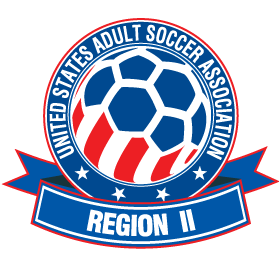 UNITED STATES ADULT SOCCER ASSOCIATION
REGION II